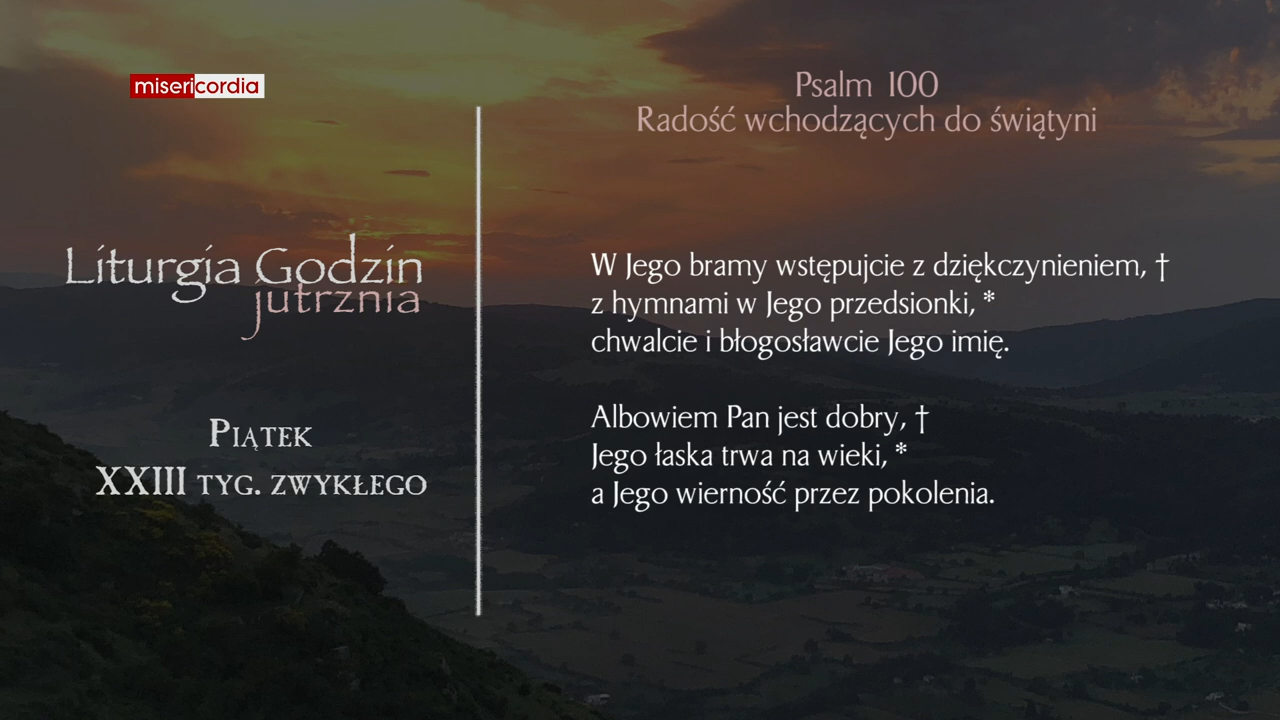 misericordia
Liturgia Godzin
jutrznia
Piątek
XXIII tyg. zwykłego
Psalm 100
Radość wchodzących do świątyni
W Jego bramy wstępujcie z dziękczynieniem, †
z hymnami w Jego przedsionki, *
chwalcie i błogosławcie Jego imię.
Albowiem Pan jest dobry, †
Jego łaska trwa na wieki, *
a Jego wierność przez pokolenia.